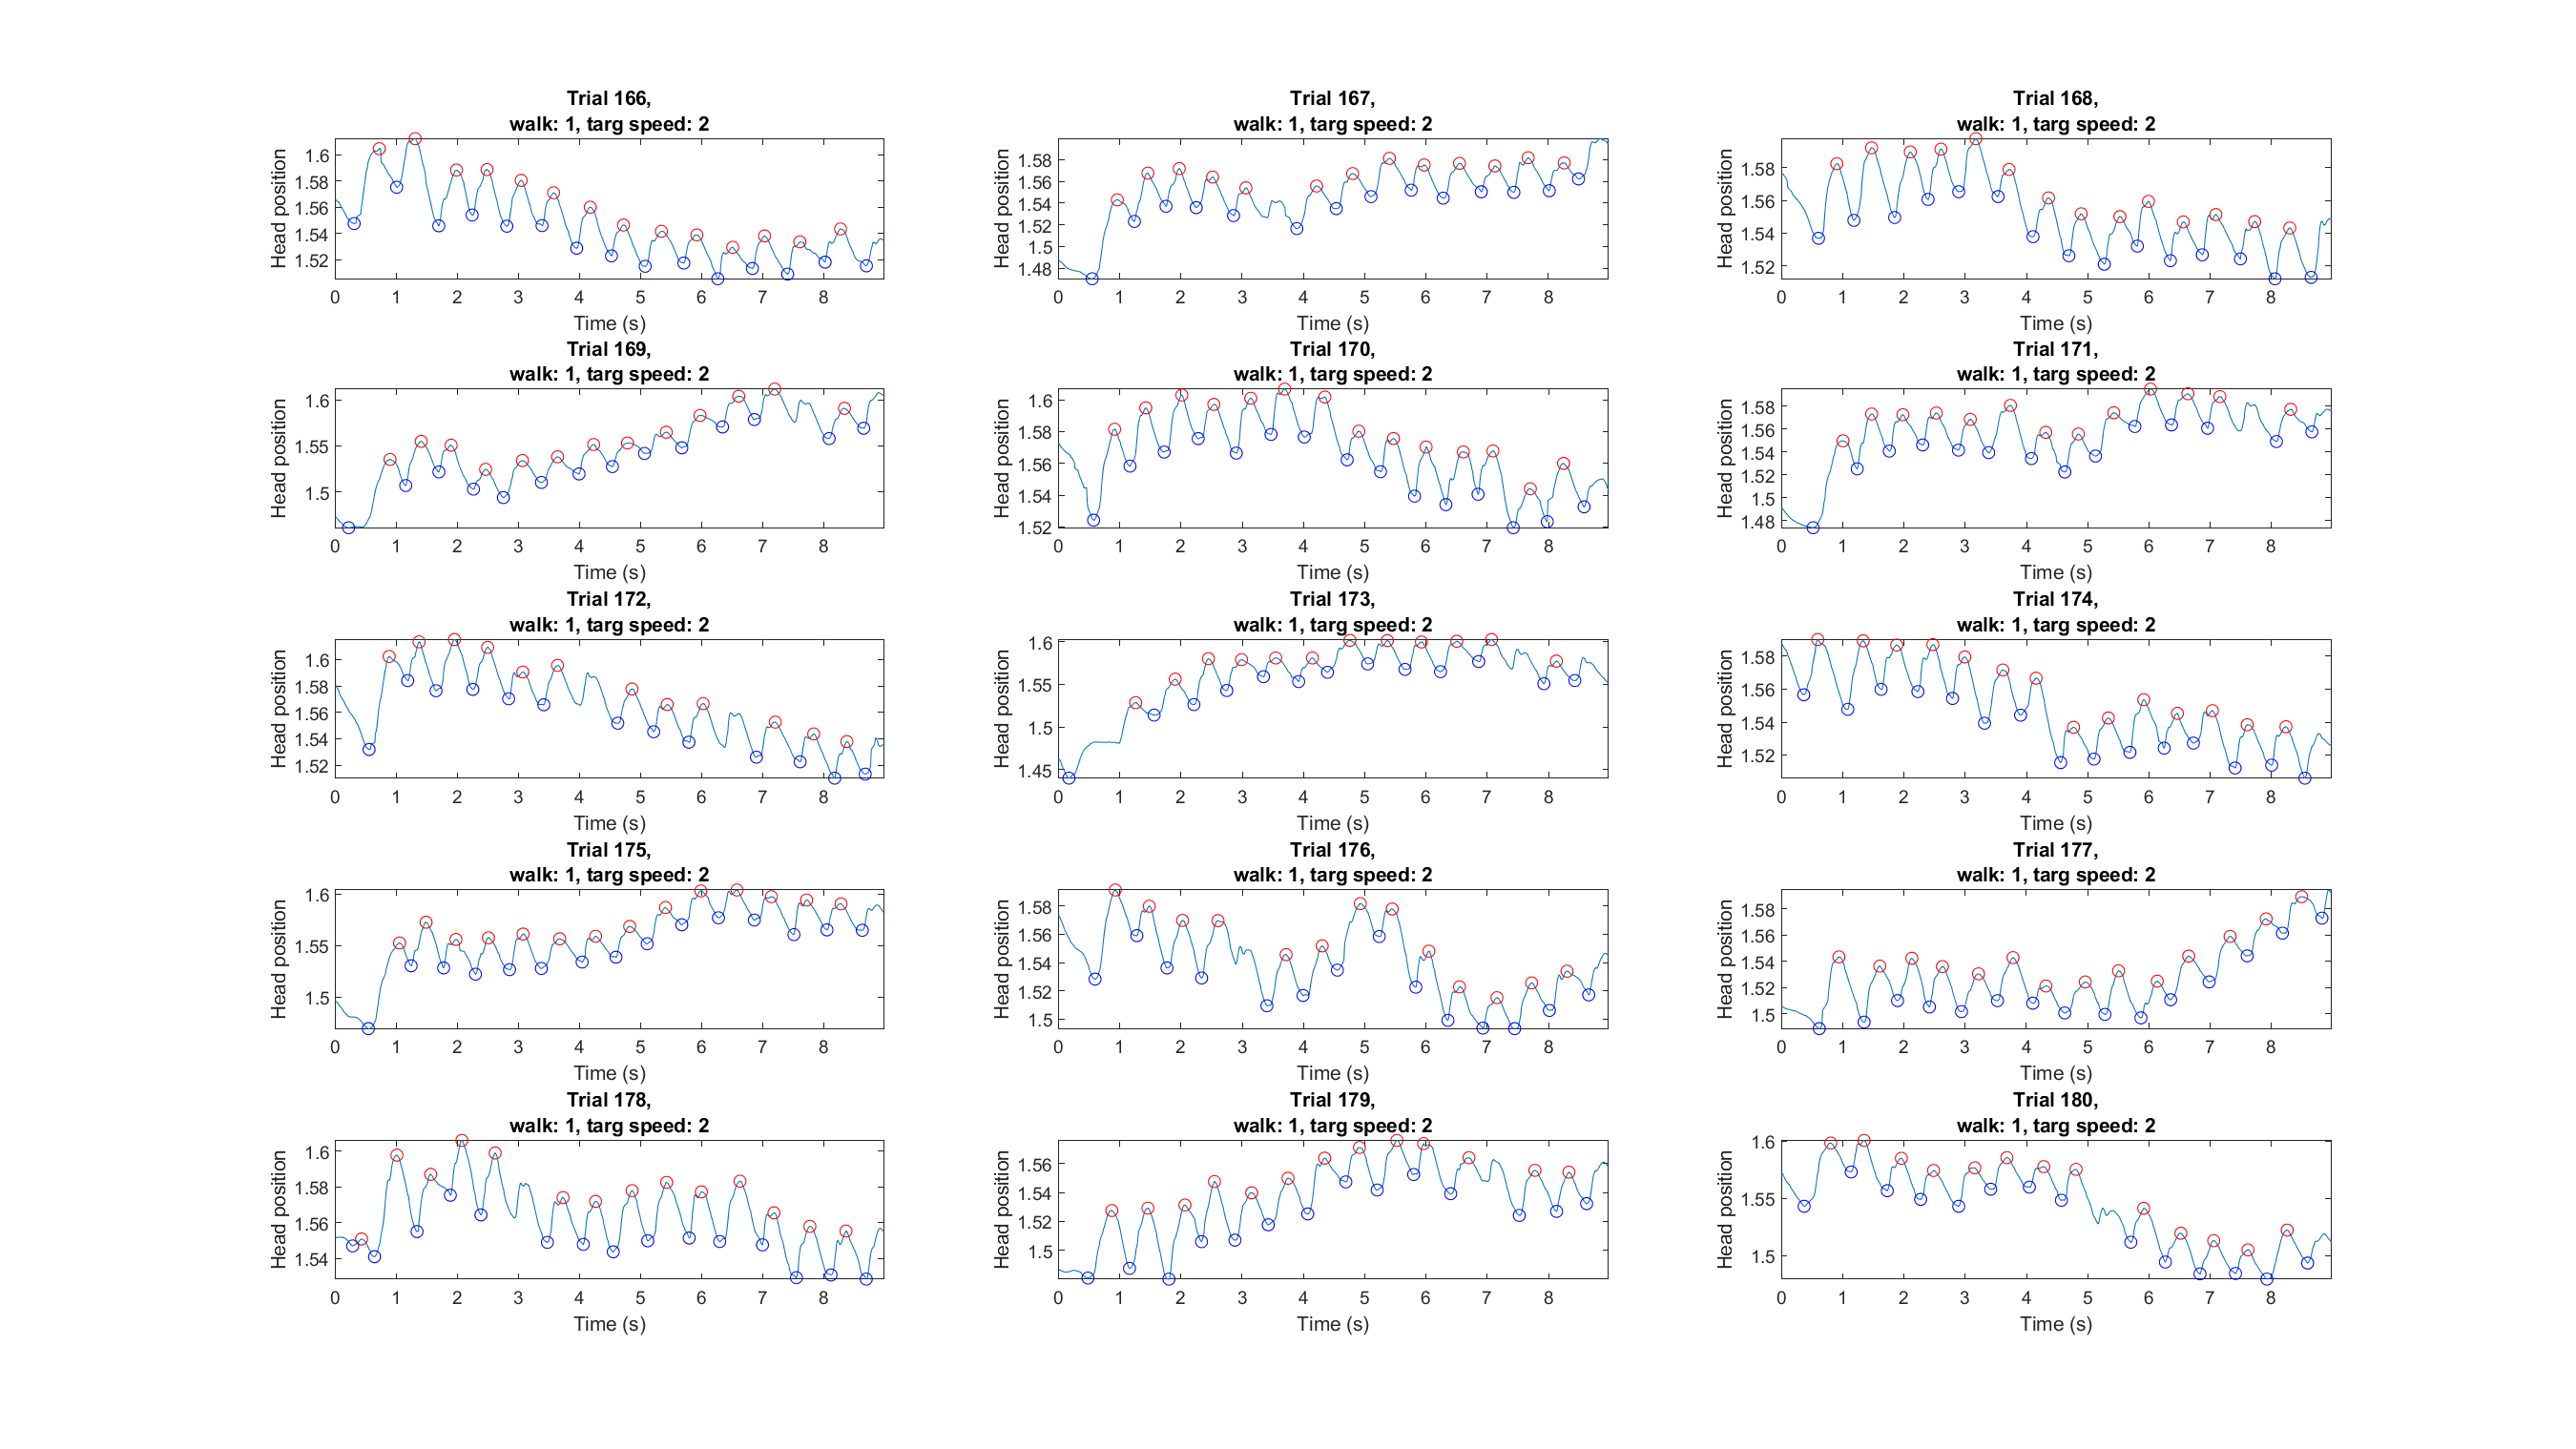 Trial 166,
walk: 1, targ speed: 2
Head position
1.6
1.58
1.56
1.54
1.52
0 1 2 3 4 5 6 7 8
Time (s)
Trial 167,
walk: 1, targ speed: 2
Head position
1.58
1.56
1.54
1.52
1.5
1.48
0 1 2 3 4 5 6 7 8
Time (s)
Trial 168,
walk: 1, targ speed: 2
Head position
1.58
1.56
1.54
1.52
0 1 2 3 4 5 6 7 8
Time (s)
Trial 169,
walk: 1, targ speed: 2
Head position
1.6
1.55
1.5
0 1 2 3 4 5 6 7 8
Time (s)
Trial 170,
walk: 1, targ speed: 2
Head position
1.6
1.58
1.56
1.54
1.52
0 1 2 3 4 5 6 7 8
Time (s)
Trial 171,
walk: 1, targ speed: 2
Head position
1.58
1.56
1.54
1.52
1.5
1.48
0 1 2 3 4 5 6 7 8
Time (s)
Trial 172,
walk: 1, targ speed: 2
Head position
1.6
1.58
1.56
1.54
1.52
0 1 2 3 4 5 6 7 8
Time (s)
Trial 173,
walk: 1, targ speed: 2
Head position
1.6
1.55
1.5
1.45
0 1 2 3 4 5 6 7 8
Time (s)
Trial 174,
walk: 1, targ speed: 2
Head position
1.58
1.56
1.54
1.52
0 1 2 3 4 5 6 7 8
Time (s)
Trial 175,
walk: 1, targ speed: 2
Head position
1.6
1.55
1.5
0 1 2 3 4 5 6 7 8
Time (s)
Trial 176,
walk: 1, targ speed: 2
Head position
1.58
1.56
1.54
1.52
1.5
0 1 2 3 4 5 6 7 8
Time (s)
Trial 177,
walk: 1, targ speed: 2
Head position
1.58
1.56
1.54
1.52
1.5
0 1 2 3 4 5 6 7 8
Time (s)
Trial 178,
walk: 1, targ speed: 2
Head position
1.6
1.58
1.56
1.54
0 1 2 3 4 5 6 7 8
Time (s)
Trial 179,
walk: 1, targ speed: 2
Head position
1.56
1.54
1.52
1.5
0 1 2 3 4 5 6 7 8
Time (s)
Trial 180,
walk: 1, targ speed: 2
Head position
1.6
1.55
1.5
0 1 2 3 4 5 6 7 8
Time (s)